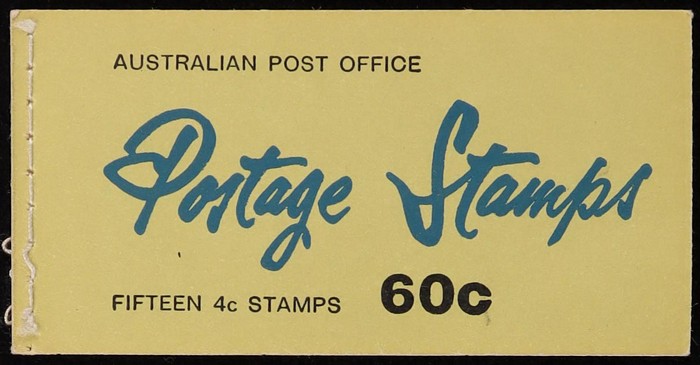 AUSTRALIAN POST OFFICE
Postage Stamps
FIFTEEN 4c STAMPS 60c